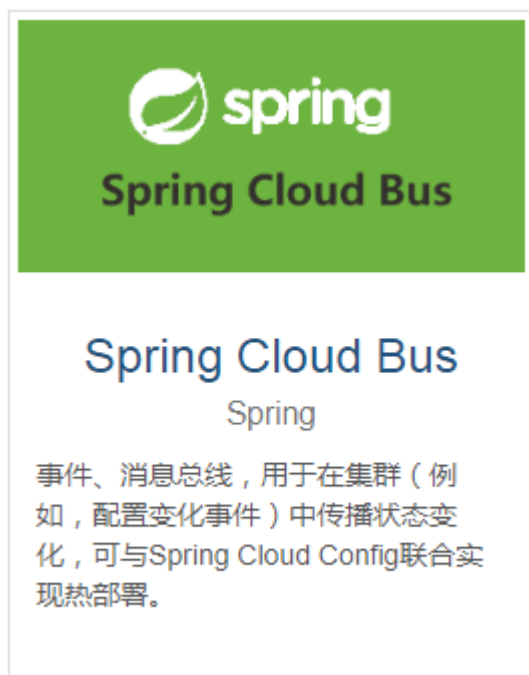 spring
Spring Cloud Bus
Spring Cloud Bus
Spring
事件、消息总线，用于在集群（例
如，配置变化事件）中传播状态变
化，可与Spring Cloud Config联合实
现热部署。